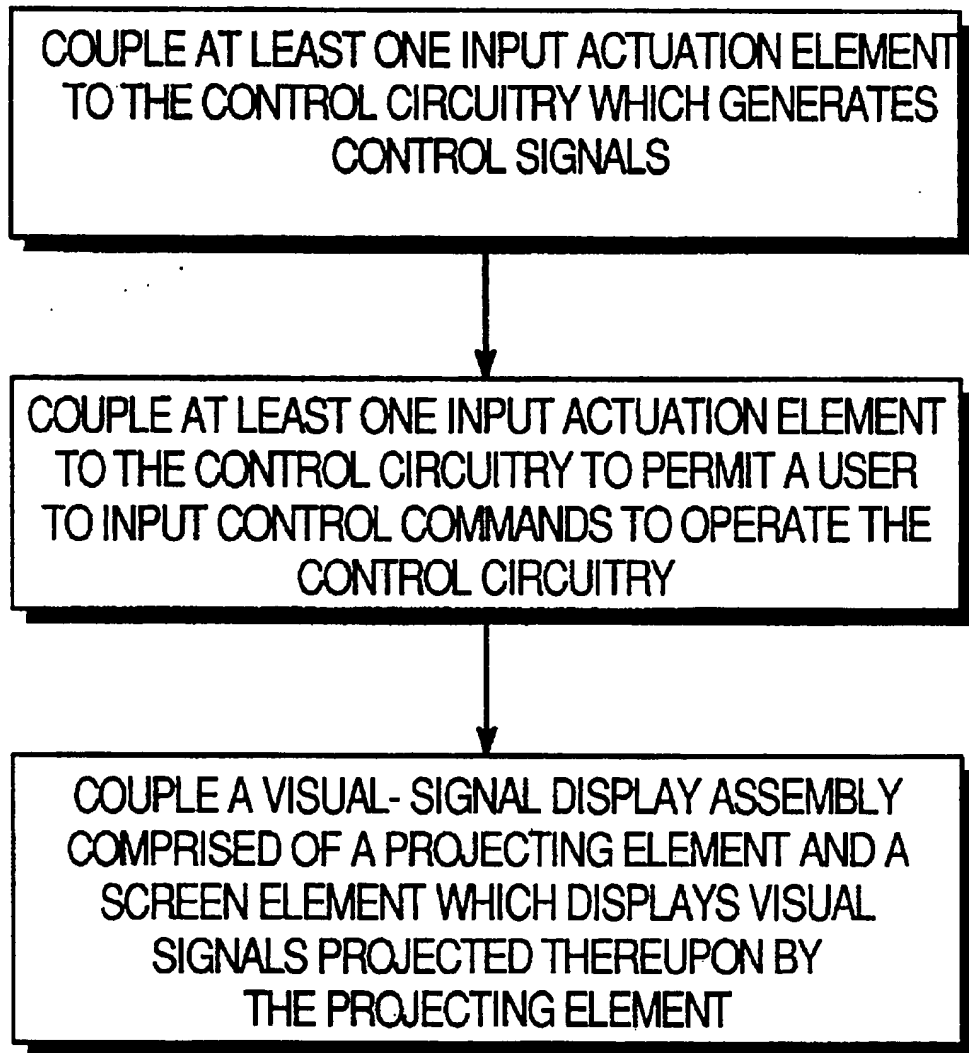 COUPLE AT LEAST ONE INPUT ACTUATION ELEMENT
TO THE CONTROL CIRCUITRY WHICH GENERATES
CONTROL SIGNALS
COUPLE AT LEAST ONE INPUT ACTUATION ELEMENT
TO THE CONTROL CIRCUITRY TO PERMIT A USER
TO INPUT CONTROL COMMANDS TO OPERATE THE
CONTROL CIRCUITRY
COUPLE A VISUAL- SIGNAL DISPLAY ASSEMBLY
COMPRISED OF A PROJECTING ELEMENT AND A
SCREEN ELEMENT WHICH DISPLAYS VISUAL
SIGNALS PROJECTED THEREUPON BY
THE PROJECTING ELEMENT